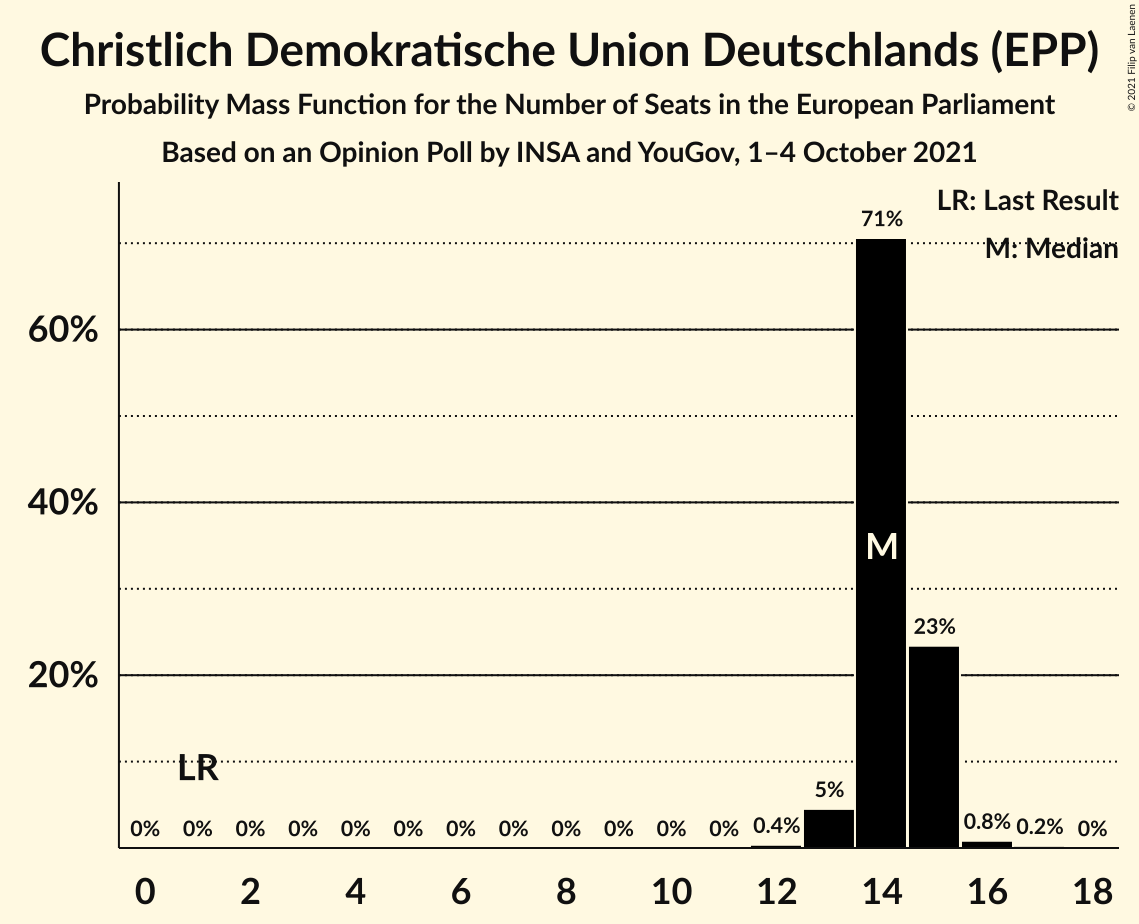 Christlich Demokratische Union Deutschlands (EPP)
Probability Mass Function for the Number of Seats in the European Parliament
Based on an Opinion Poll by INSA and YouGov, 1–4 October 2021
© 2021 Filip van Laenen
LR: Last Result
M: Median
71%
60%
40%
M
23%
20%
LR
5%
0% 0% 0% 0% 0% 0% 0% 0% 0% 0% 0% 0% 0.4% 0.8% 0.2% 0%
0 2 4 6 8 10 12 14 16 18